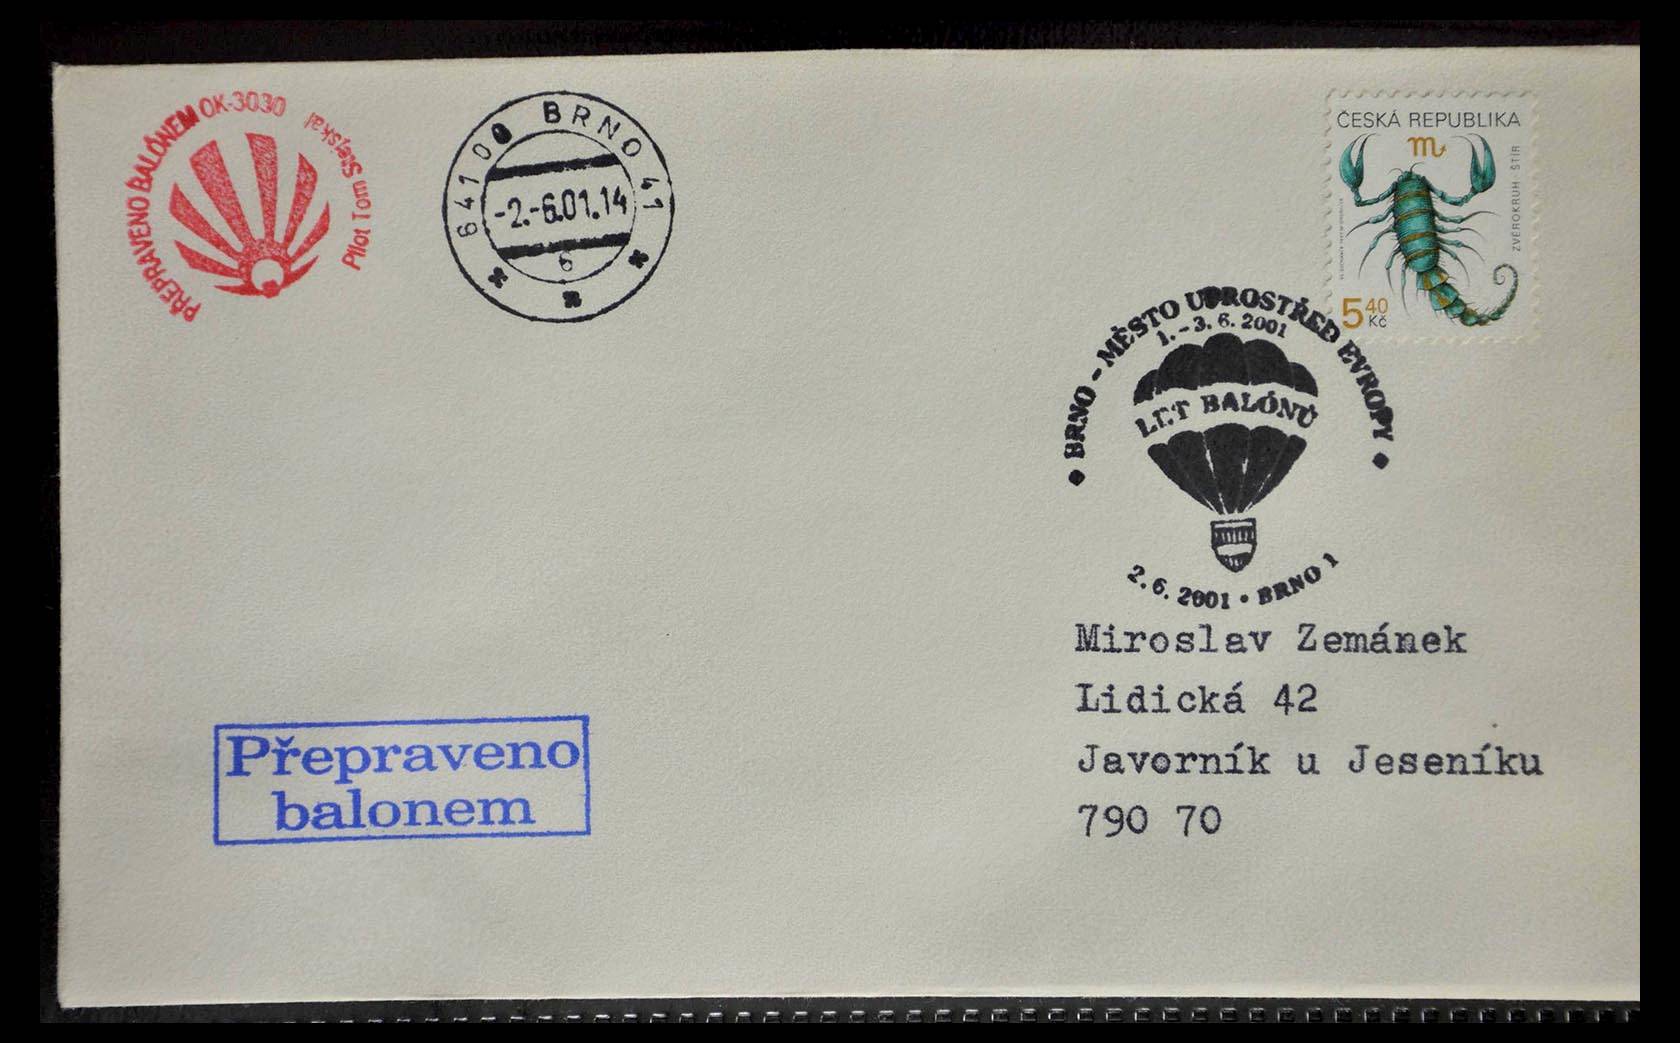 PŘEPRAVENO BALÓNEM OK-3030
Pilot Tom
641 00 BRNO 41
-2.-6.01.14
6
ČESKÁ REPUBLIKA
ZVĚROKRUH - ŠTÍR
5 40
Kč
BRNO - MĚSTO UPROSTŘED EVROPY
1.-3.6.2001
LET BALÓNŮ
2.6.2001 • BRNO 1
Miroslav Zemánek
Lidická 42
Javorník u Jeseníku
790 70
Přepraveno
balonem